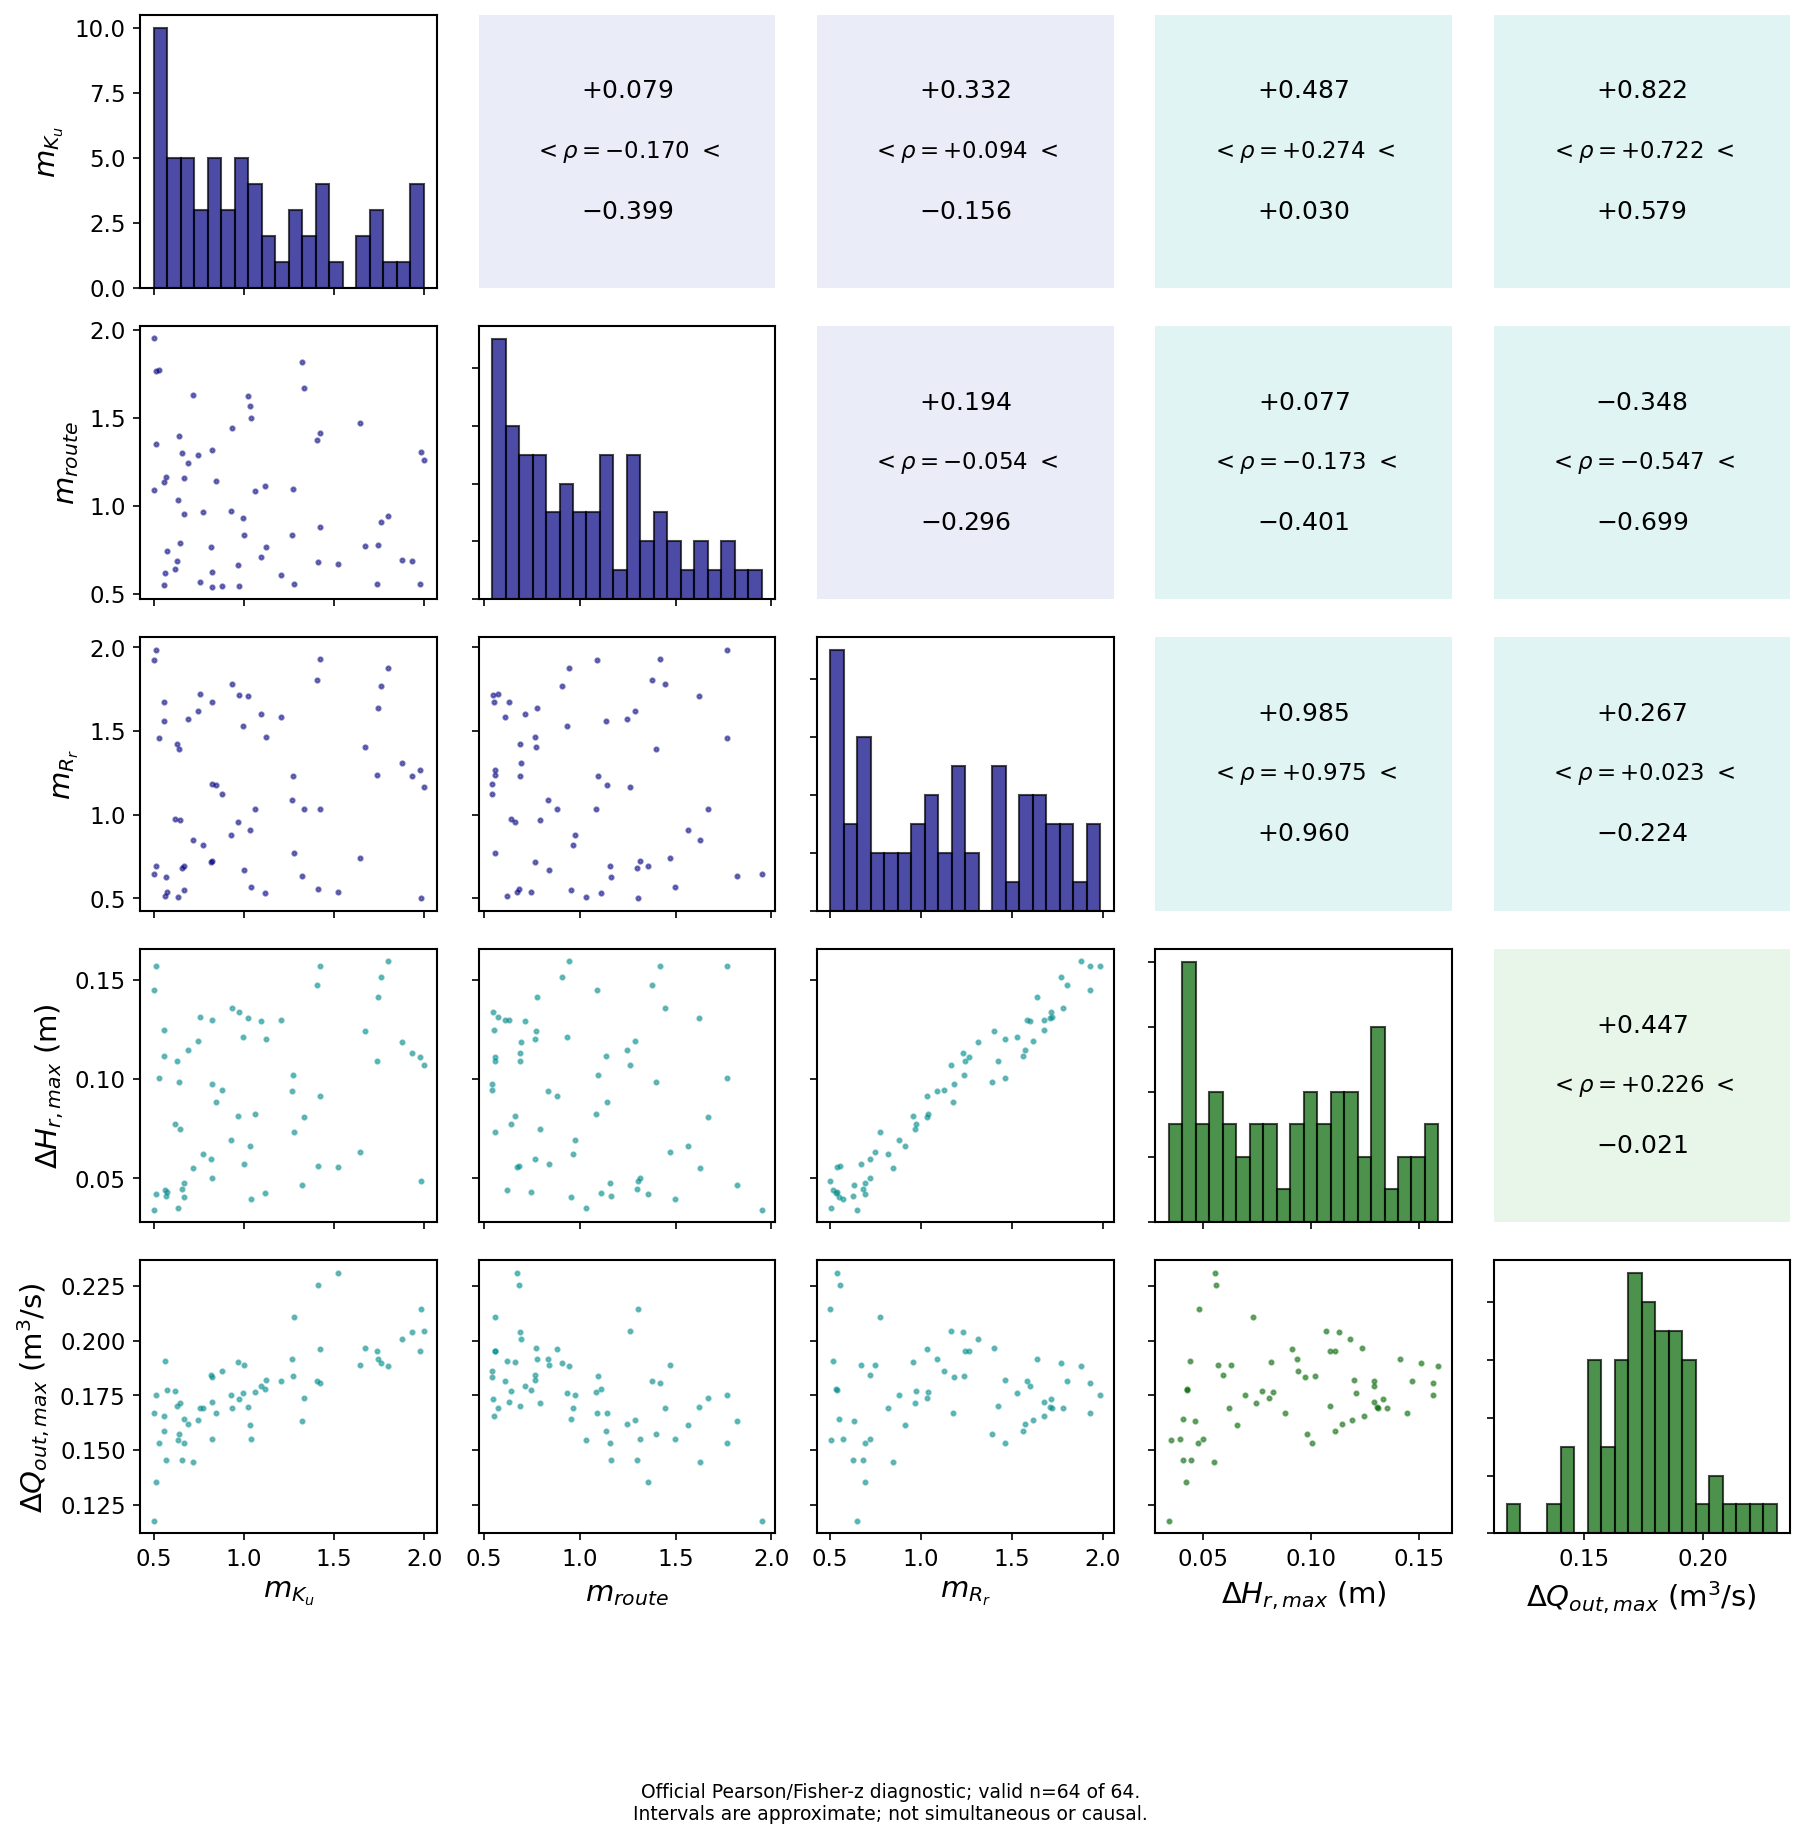 10.0
7.5
5.0
2.5
0.0
m_{K_u}
+0.079
< ρ = −0.170 <
−0.399
+0.332
< ρ = +0.094 <
−0.156
+0.487
< ρ = +0.274 <
+0.030
+0.822
< ρ = +0.722 <
+0.579
2.0
1.5
1.0
0.5
m_{route}
+0.194
< ρ = −0.054 <
−0.296
+0.077
< ρ = −0.173 <
−0.401
−0.348
< ρ = −0.547 <
−0.699
2.0
1.5
1.0
0.5
m_{R_r}
+0.985
< ρ = +0.975 <
+0.960
+0.267
< ρ = +0.023 <
−0.224
0.15
0.10
0.05
ΔH_{r,max} (m)
+0.447
< ρ = +0.226 <
−0.021
0.225
0.200
0.175
0.150
0.125
ΔQ_{out,max} (m³/s)
0.5 1.0 1.5 2.0
m_{K_u}
0.5 1.0 1.5 2.0
m_{route}
0.5 1.0 1.5 2.0
m_{R_r}
0.05 0.10 0.15
ΔH_{r,max} (m)
0.15 0.20
ΔQ_{out,max} (m³/s)
Official Pearson/Fisher-z diagnostic; valid n=64 of 64.
Intervals are approximate; not simultaneous or causal.